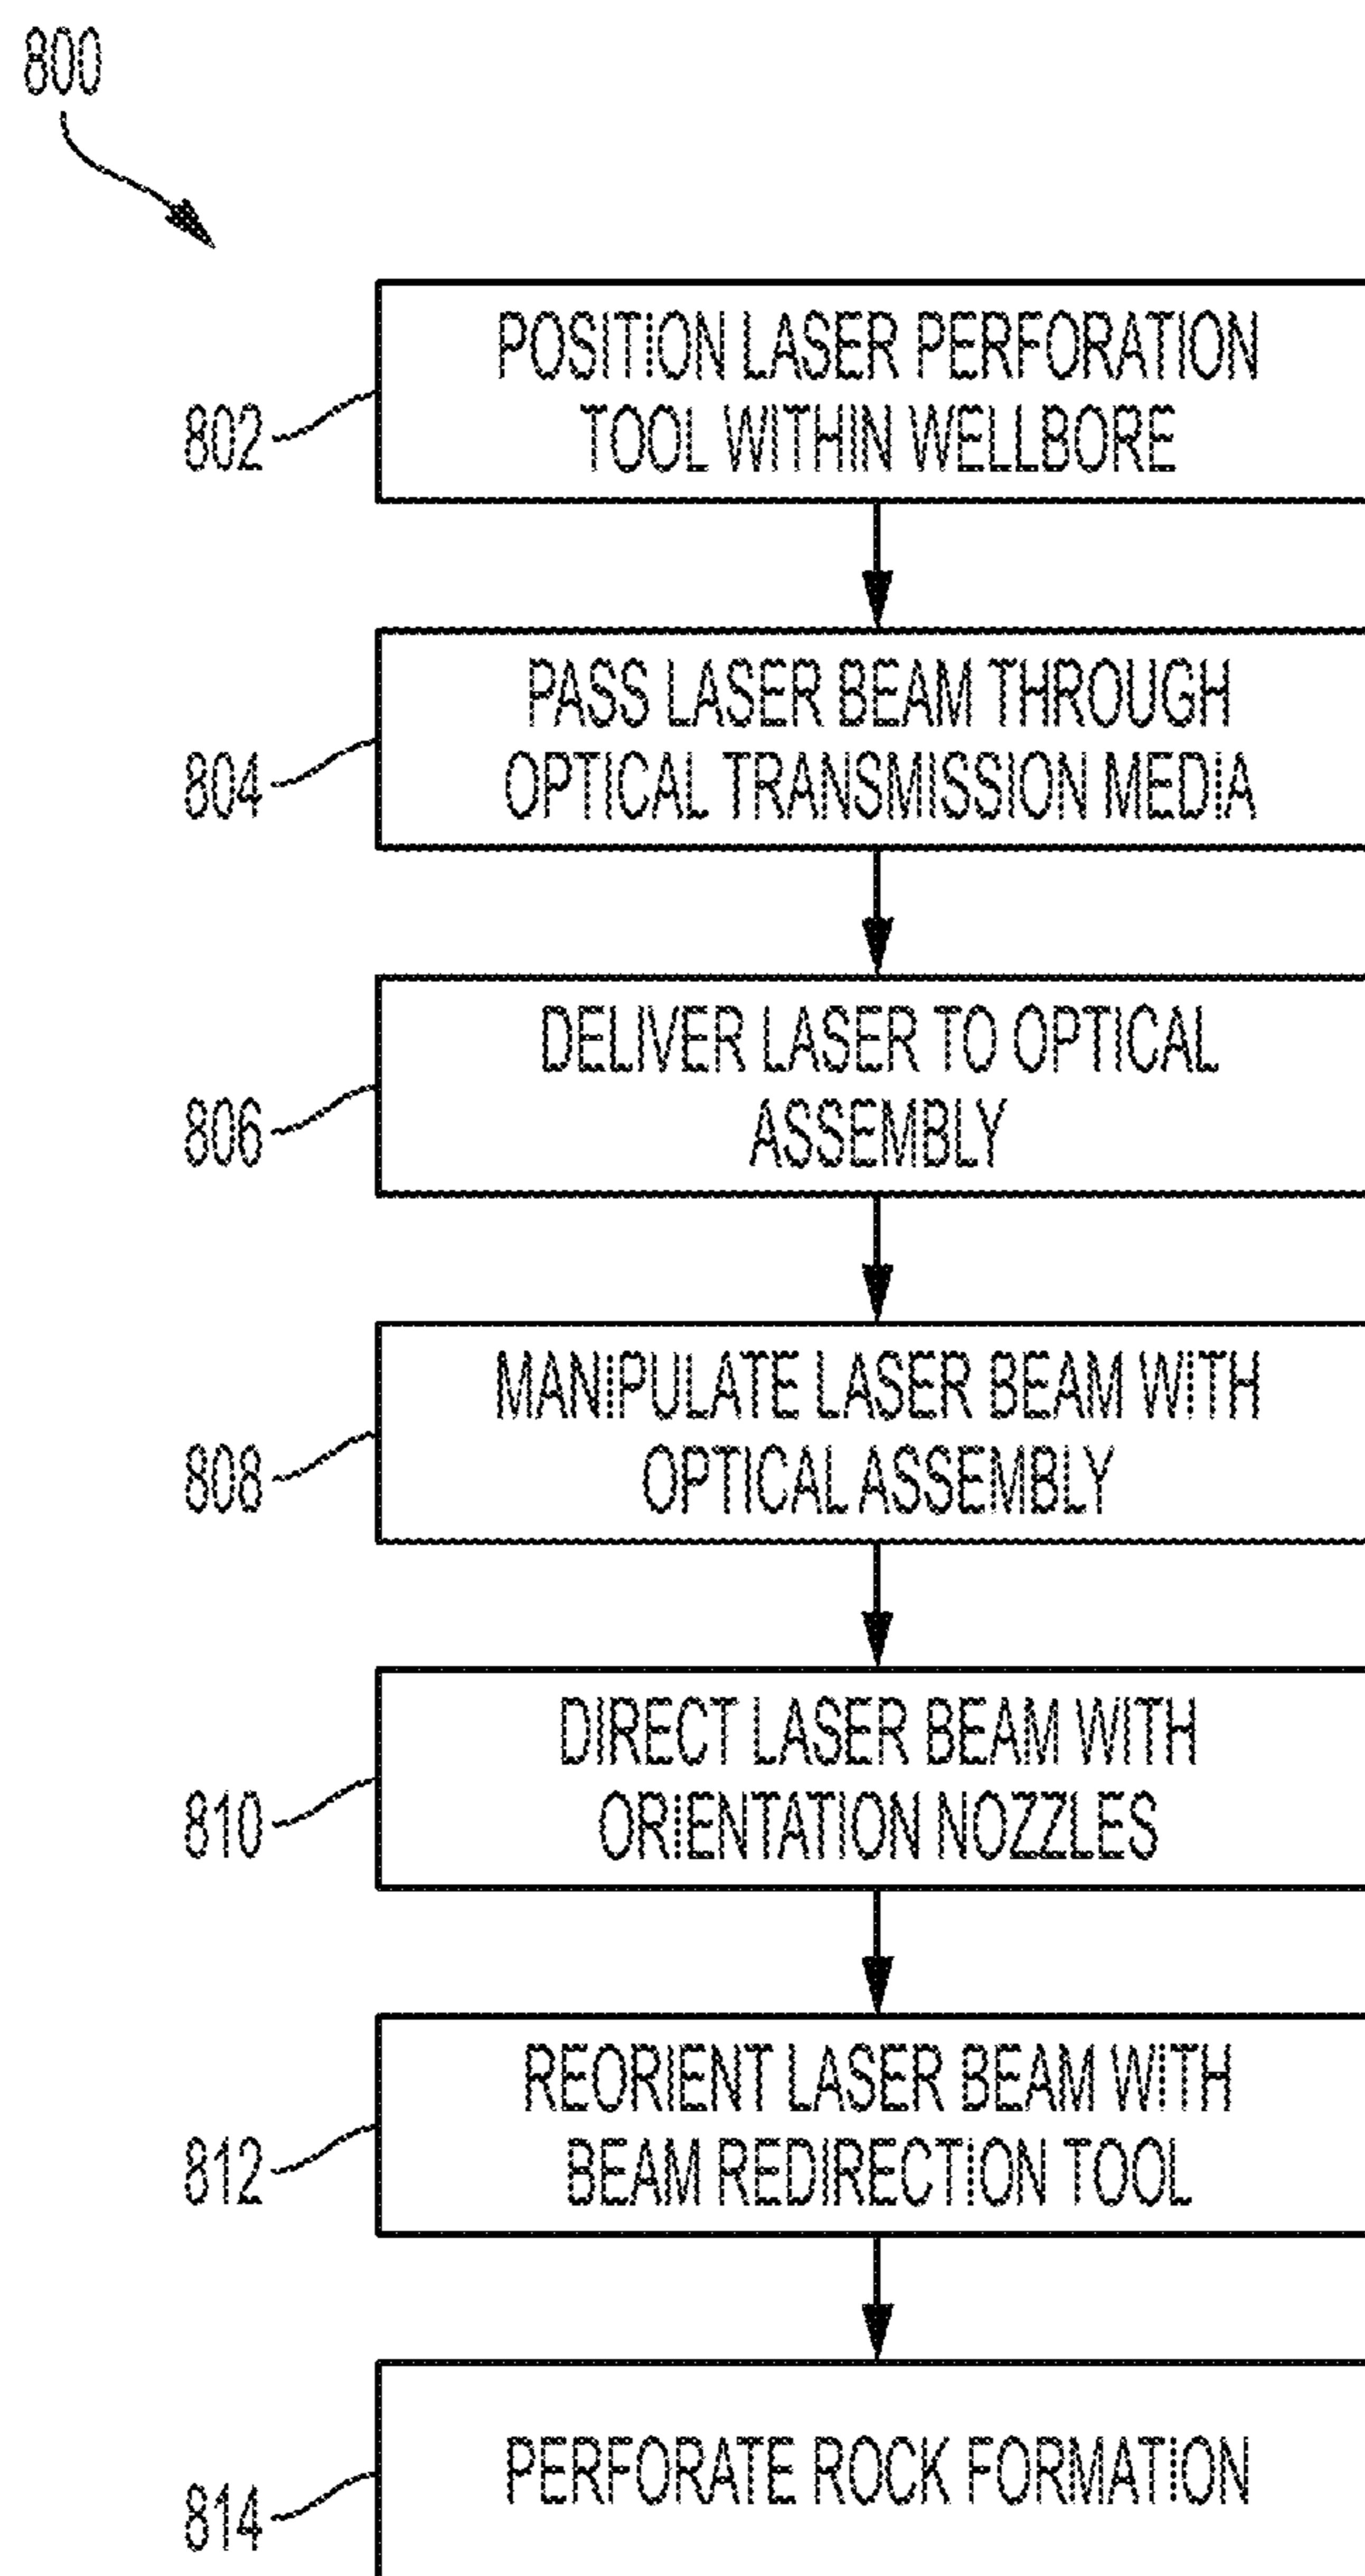 800
POSITION LASER PERFORATION
TOOL WITHIN WELLBORE
802
PASS LASER BEAM THROUGH
OPTICAL TRANSMISSION MEDIA
804
DELIVER LASER TO OPTICAL
ASSEMBLY
806
MANIPULATE LASER BEAM WITH
OPTICAL ASSEMBLY
808
DIRECT LASER BEAM WITH
ORIENTATION NOZZLES
810
REORIENT LASER BEAM WITH
BEAM REDIRECTION TOOL
812
PERFORATE ROCK FORMATION
814